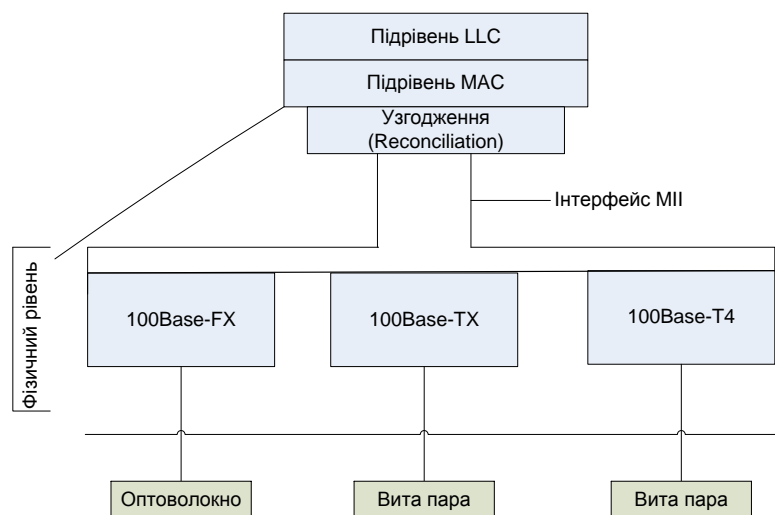 Підрівень LLC
Підрівень MAC
Узгодження
(Reconciliation)
Інтерфейс MII
Фізичний рівень
100Base-FX
100Base-TX
100Base-T4
Оптоволокно
Вита пара
Вита пара